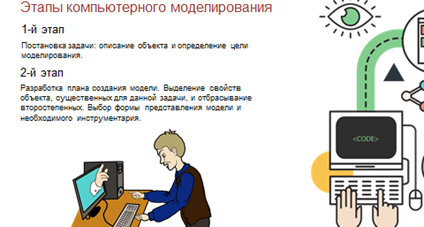 Этапы компьютерного моделирования
1-й этап
Постановка задачи: описание объекта и определение цели
моделирования.
2-й этап
Разработка плана создания модели. Выделение свойств
объекта, существенных для данной задачи, и отбрасывание
второстепенных. Выбор формы представления модели и
необходимого инструментария.
<CODE>